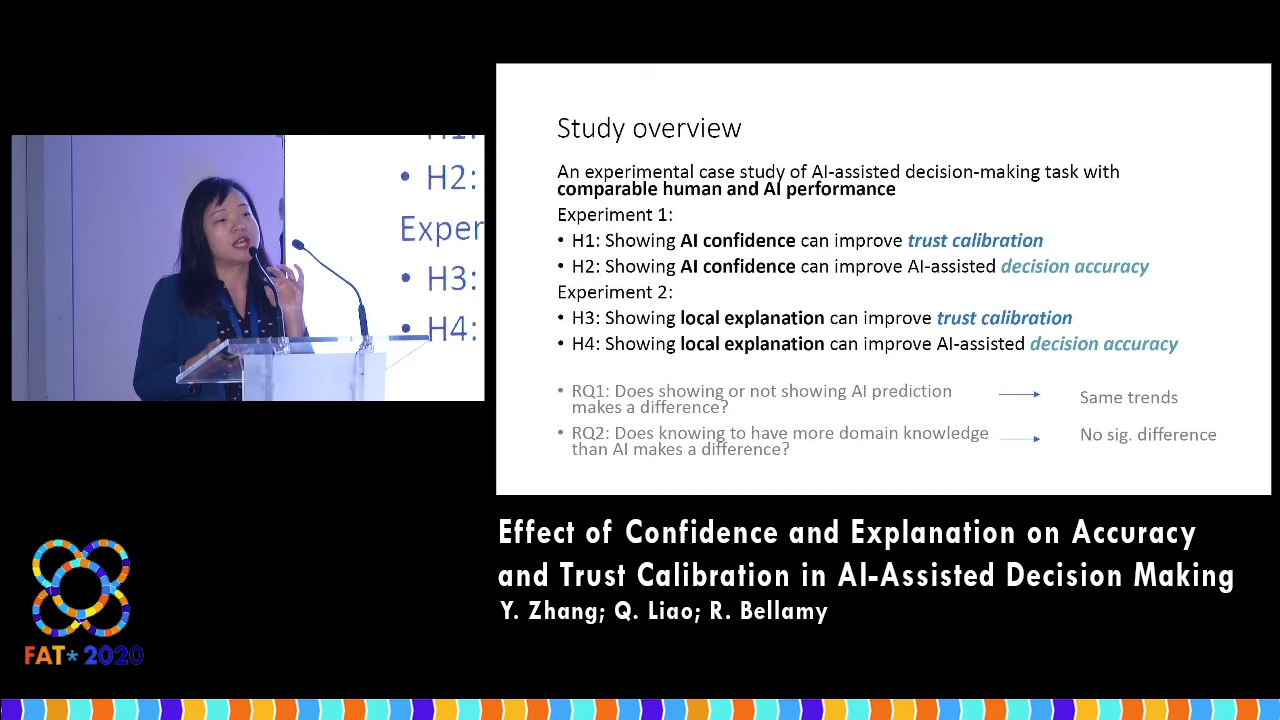 H1:
• H2:
Exper
• H3:
• H4:
Study overview
An experimental case study of AI-assisted decision-making task with
comparable human and AI performance
Experiment 1:
• H1: Showing AI confidence can improve trust calibration
• H2: Showing AI confidence can improve AI-assisted decision accuracy
Experiment 2:
• H3: Showing local explanation can improve trust calibration
• H4: Showing local explanation can improve AI-assisted decision accuracy
• RQ1: Does showing or not showing AI prediction
makes a difference?
Same trends
• RQ2: Does knowing to have more domain knowledge
than AI makes a difference?
No sig. difference
Effect of Confidence and Explanation on Accuracy
and Trust Calibration in AI-Assisted Decision Making
Y. Zhang; Q. Liao; R. Bellamy
FAT* 2020